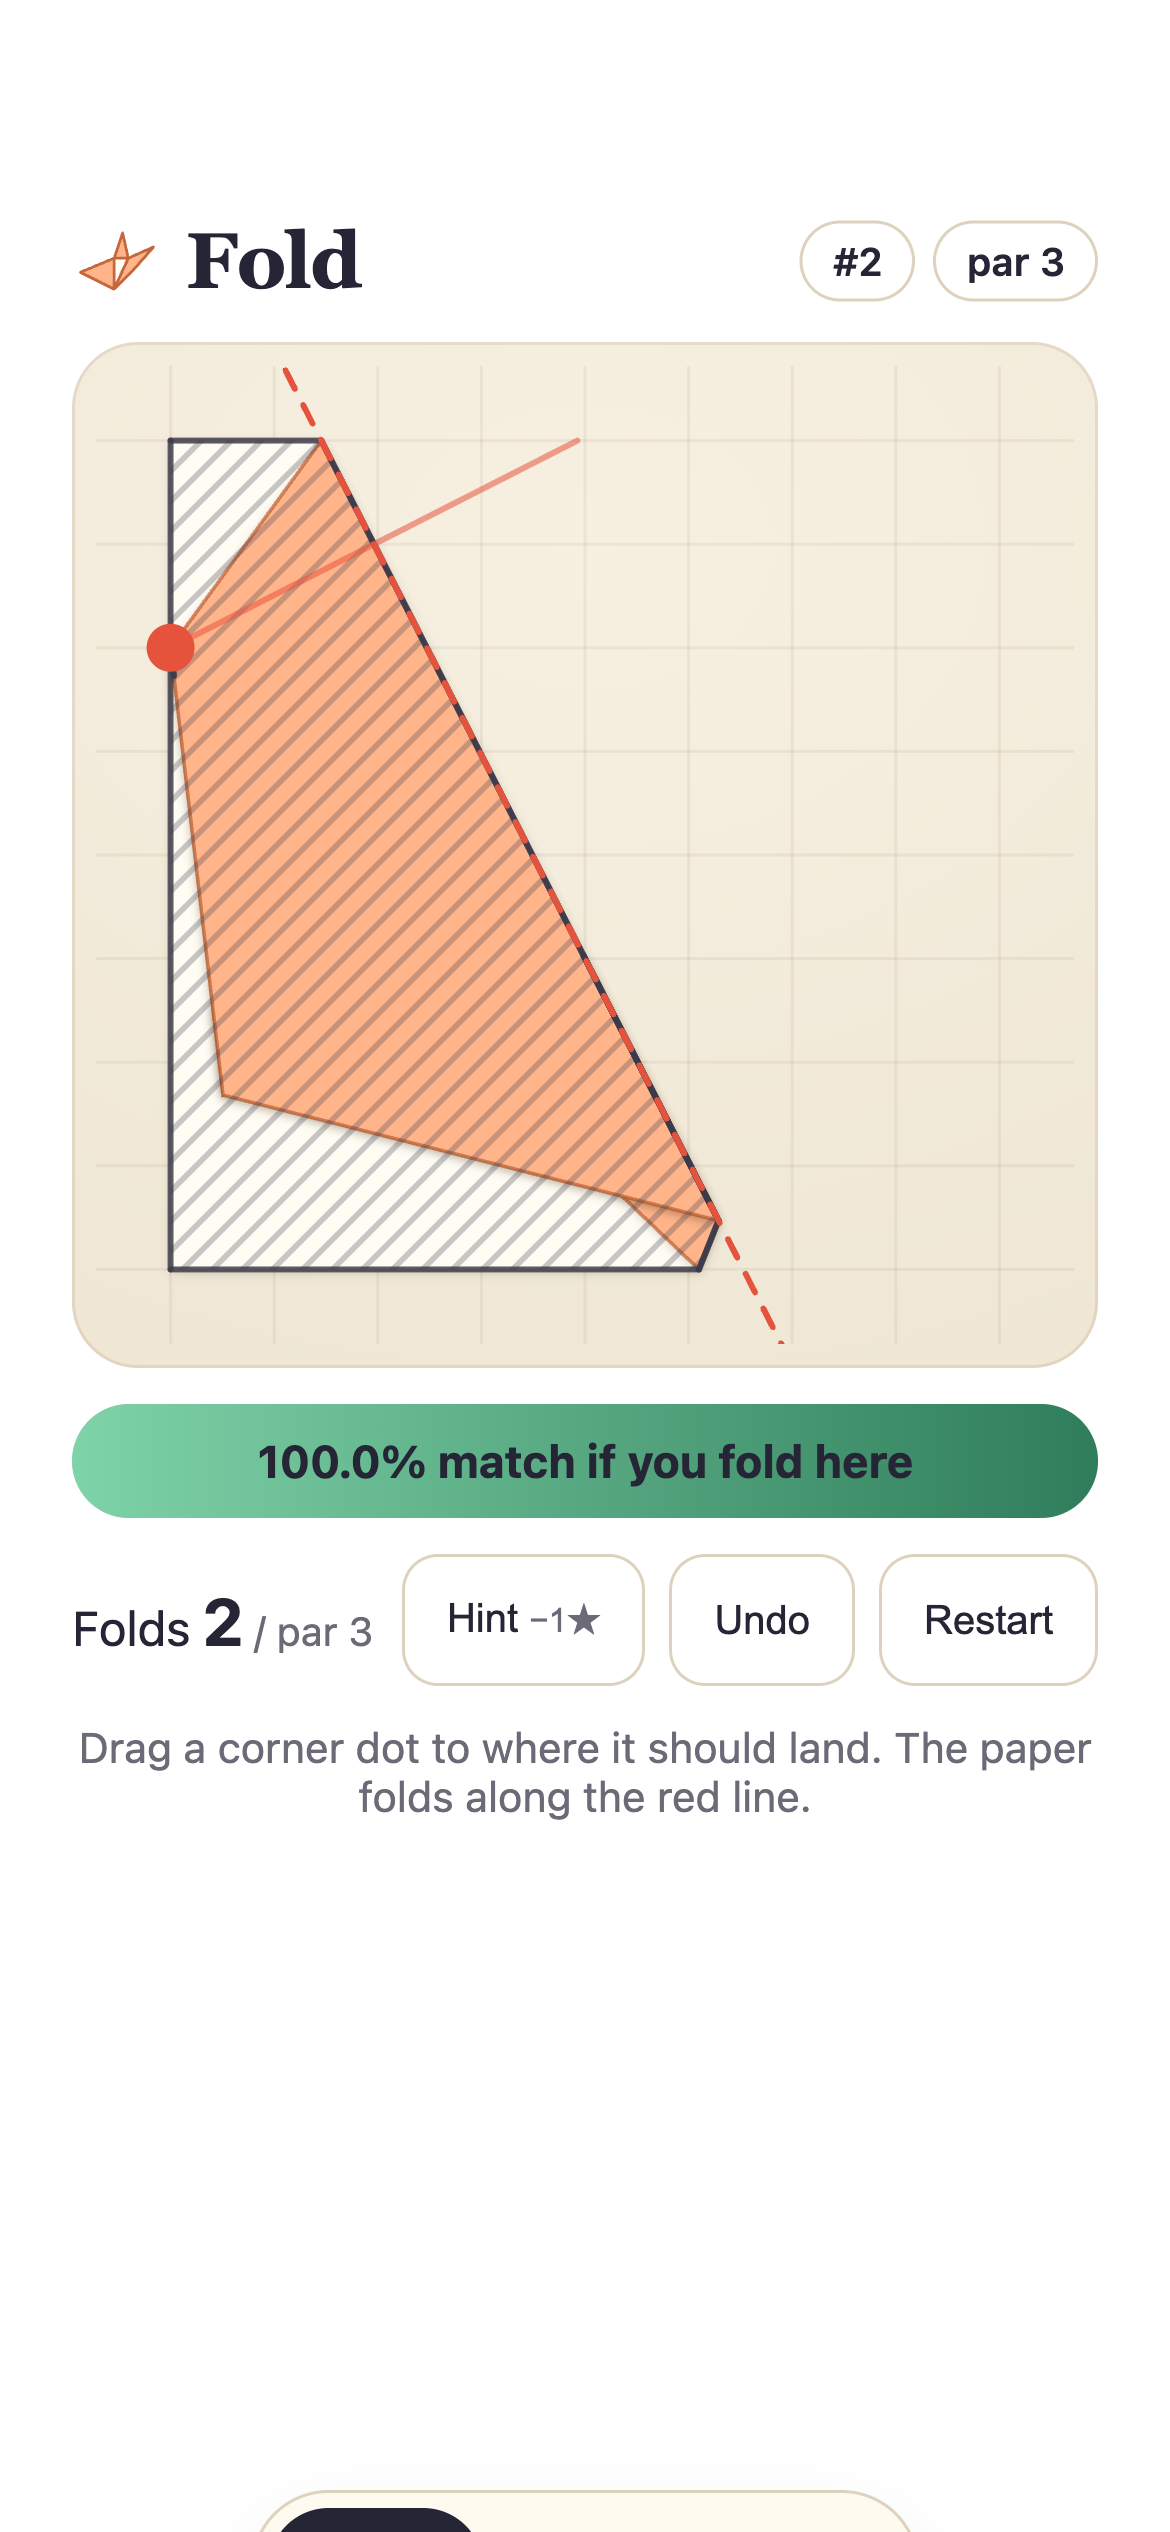 Fold
#2
par 3
100.0% match if you fold here
Folds 2 / par 3
Hint −1★
Undo
Restart
Drag a corner dot to where it should land. The paper
folds along the red line.